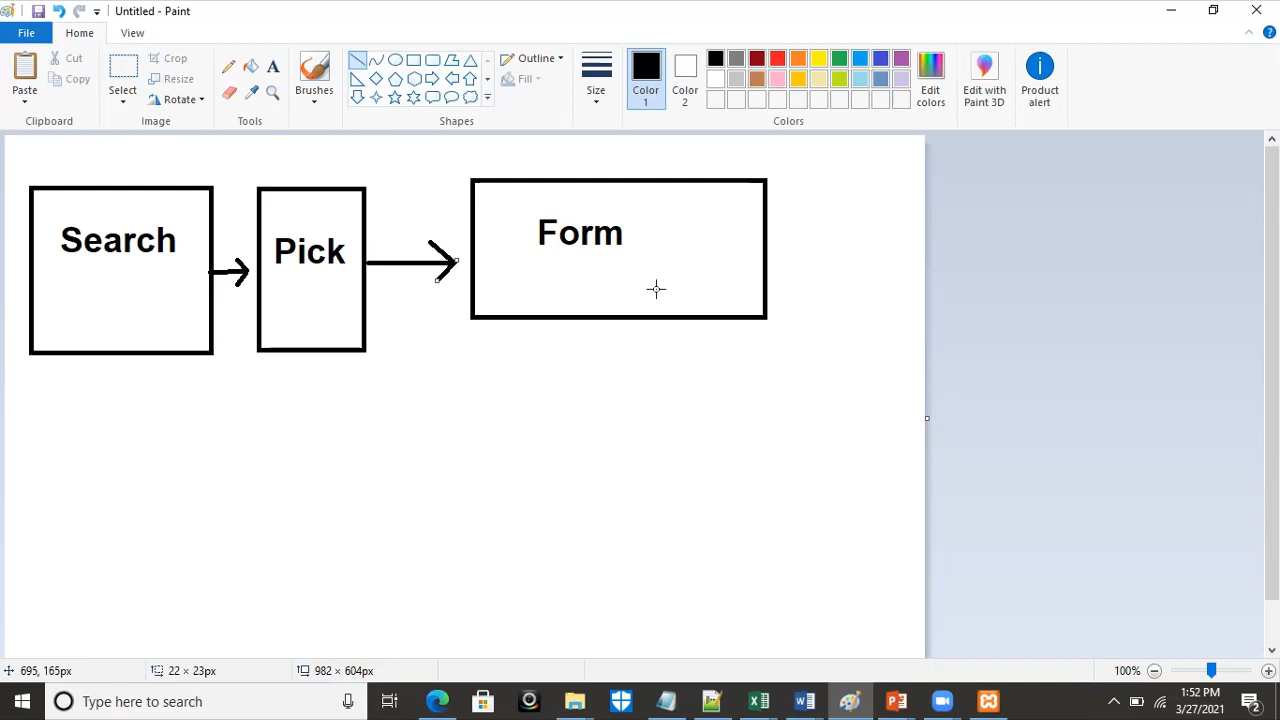 Untitled - Paint
File
Home
View
Paste
Cut
Copy
Clipboard
Select
Crop
Resize
Rotate
Image
Tools
Brushes
Shapes
Outline
Fill
Size
Color 1
Color 2
Colors
Edit colors
Edit with Paint 3D
Product alert
Search
Pick
Form
695, 165px
22 × 23px
982 × 604px
100%
Type here to search
1:52 PM
3/27/2021
2